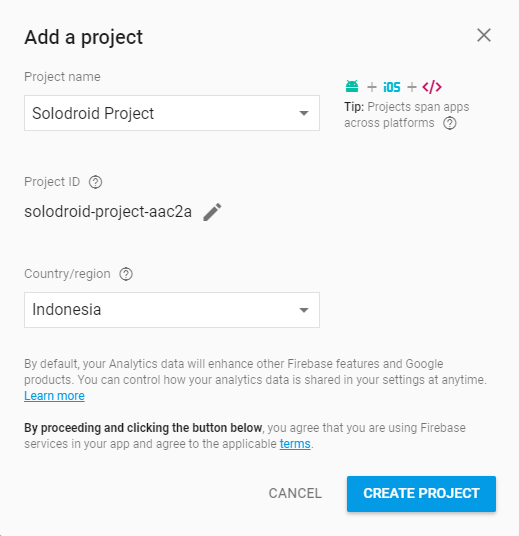 Add a project
Project name
Solodroid Project
+ iOS + </>
Tip: Projects span apps
across platforms
Project ID
solodroid-project-aac2a
Country/region
Indonesia
By default, your Analytics data will enhance other Firebase features and Google
products. You can control how your analytics data is shared in your settings at anytime.
Learn more
By proceeding and clicking the button below, you agree that you are using Firebase
services in your app and agree to the applicable terms.
CANCEL
CREATE PROJECT